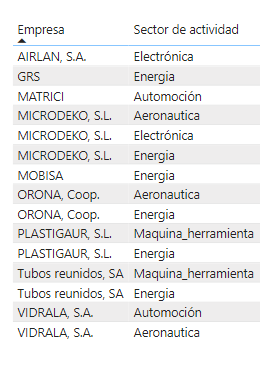 Empresa Sector de actividad
AIRLAN, S.A. Electrónica
GRS Energia
MATRICI Automoción
MICRODEKO, S.L. Aeronautica
MICRODEKO, S.L. Electrónica
MICRODEKO, S.L. Energia
MOBISA Energia
ORONA, Coop. Aeronautica
ORONA, Coop. Energia
PLASTIGAUR, S.L. Maquina_herramienta
PLASTIGAUR, S.L. Energia
Tubos reunidos, SA Maquina_herramienta
Tubos reunidos, SA Energia
VIDRALA, S.A. Automoción
VIDRALA, S.A. Aeronautica